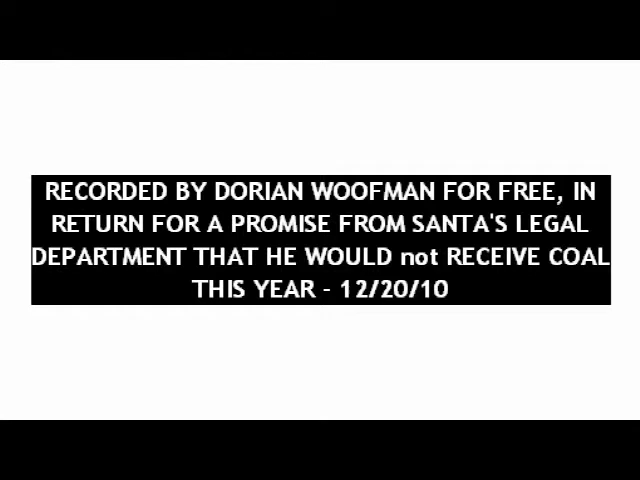 RECORDED BY DORIAN WOOFMAN FOR FREE, IN
RETURN FOR A PROMISE FROM SANTA'S LEGAL
DEPARTMENT THAT HE WOULD not RECEIVE COAL
THIS YEAR - 12/20/10